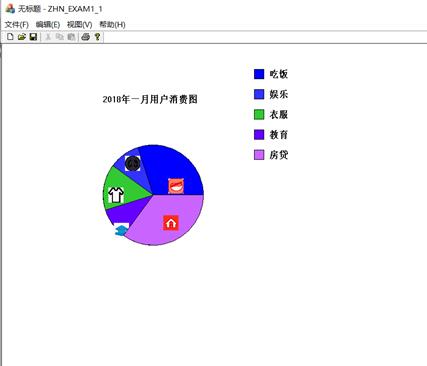 无标题 - ZHN_EXAM1_1
文件(F) 编辑(E) 视图(V) 帮助(H)
2018年一月用户消费图
吃饭
娱乐
衣服
教育
房贷